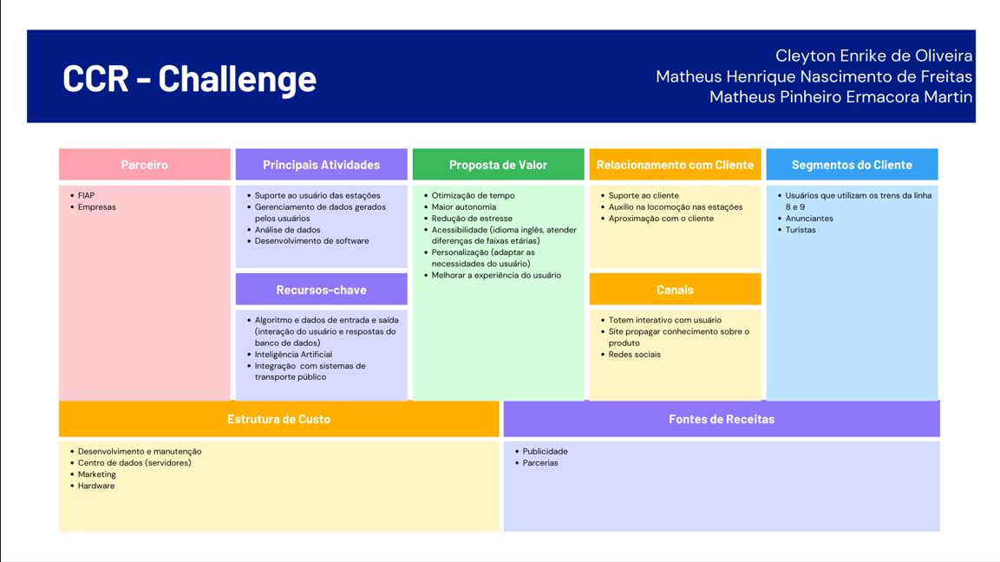 CCR - Challenge
Cleyton Enrike de Oliveira
Matheus Henrique Nascimento de Freitas
Matheus Pinheiro Ermacora Martin
Parceiro
• FIAP
• Empresas
Principais Atividades
• Suporte ao usuário das estações
• Gerenciamento de dados gerados
pelos usuários
• Análise de dados
• Desenvolvimento de software
Recursos-chave
• Algoritmo e dados de entrada e saída
(interação do usuário e respostas do
banco de dados)
• Inteligência Artificial
• Integração com sistemas de
transporte público
Proposta de Valor
• Otimização de tempo
• Maior autonomia
• Redução de estresse
• Acessibilidade (idioma inglês, atender
diferenças de faixas etárias)
• Personalização (adaptar as
necessidades do usuário)
• Melhorar a experiência do usuário
Relacionamento com Cliente
• Suporte ao cliente
• Auxilio na locomoção nas estações
• Aproximação com o cliente
Canais
• Totem interativo com usuário
• Site propagar conhecimento sobre o
produto
• Redes sociais
Segmentos do Cliente
• Usuários que utilizam os trens da linha
8 e 9
• Anunciantes
• Turistas
Estrutura de Custo
• Desenvolvimento e manutenção
• Centro de dados (servidores)
• Marketing
• Hardware
Fontes de Receitas
• Publicidade
• Parcerias